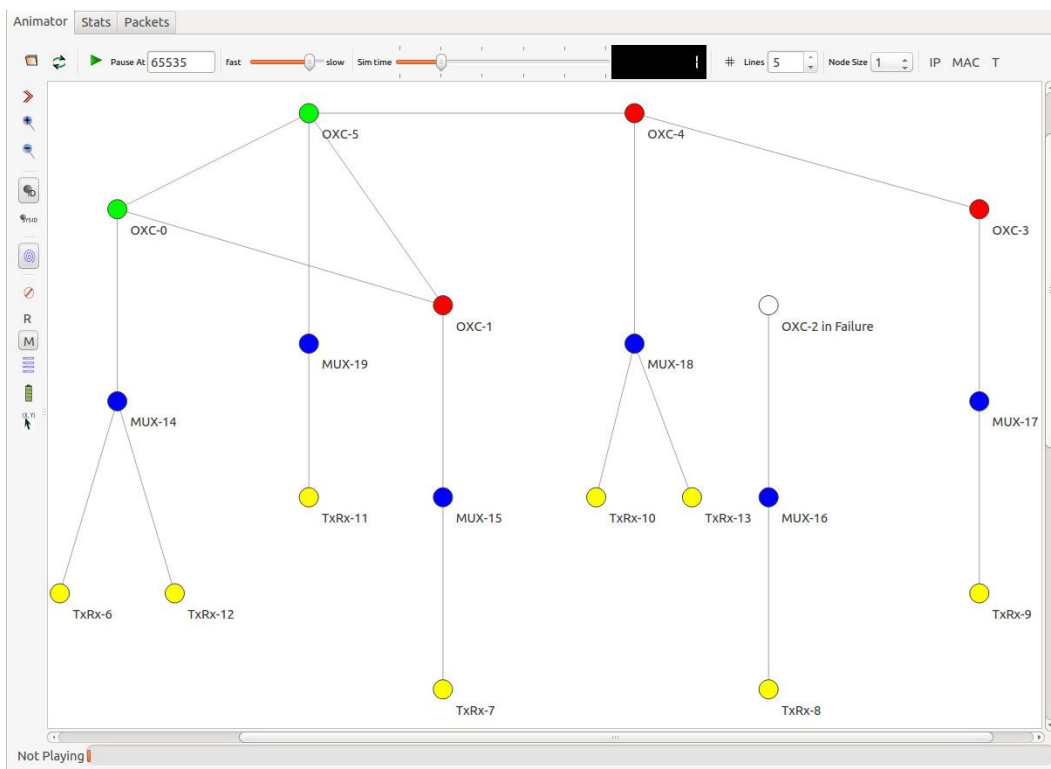 Animator Stats Packets
Pause At 65535 fast slow Sim time 1 # Lines 5 Node Size 1 IP MAC T
OXC-5
OXC-4
D
SYSID
OXC-0
OXC-3
R
OXC-1
OXC-2 in Failure
M
MUX-19
MUX-18
(X,Y)
MUX-14
MUX-17
TxRx-11
MUX-15
TxRx-10
TxRx-13
MUX-16
TxRx-6
TxRx-12
TxRx-9
TxRx-7
TxRx-8
Not Playing